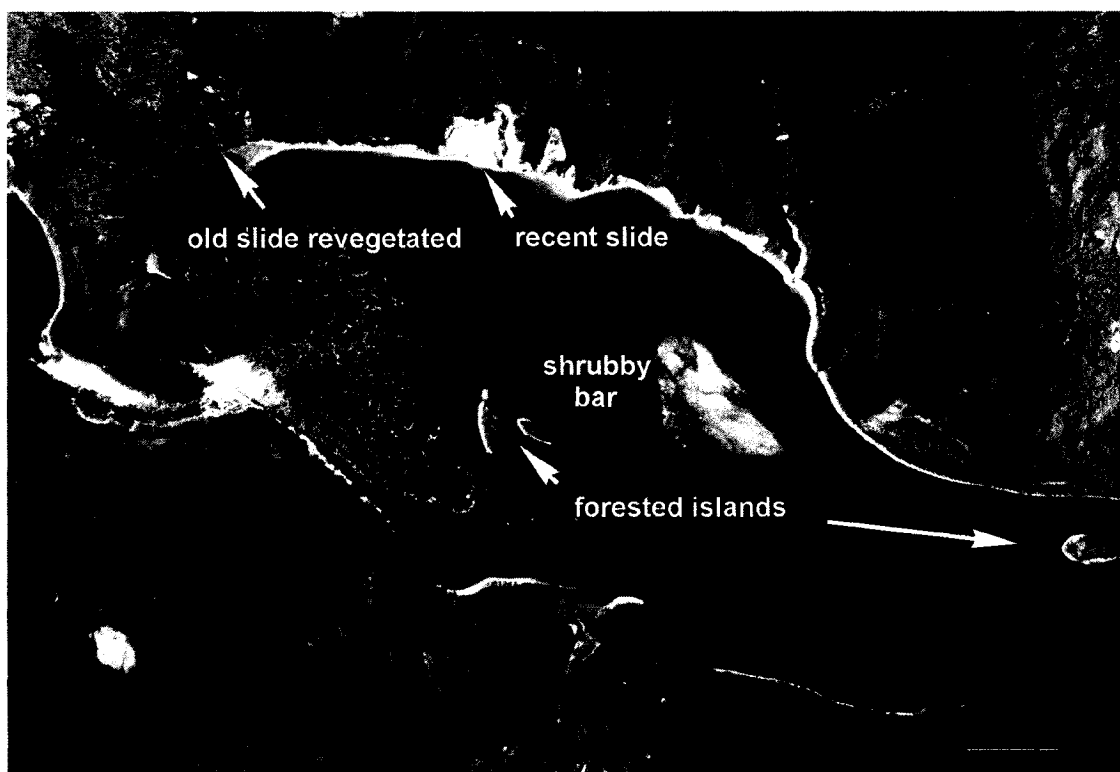 old slide revegetated
recent slide
shrubby
bar
forested islands